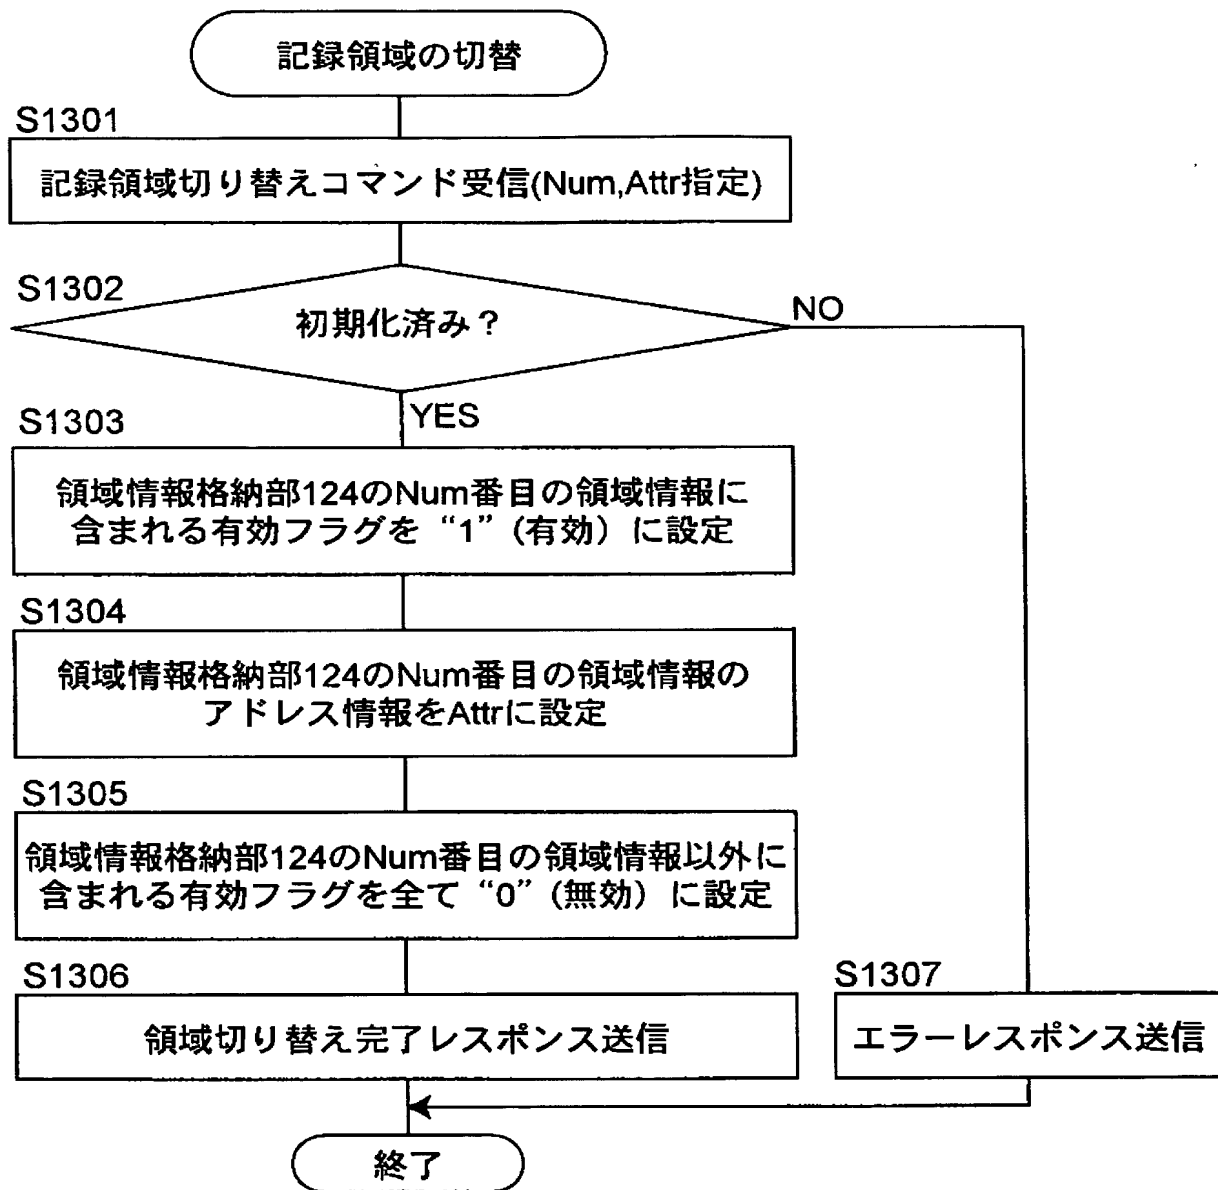 記録領域の切替
S1301
記録領域切り替えコマンド受信(Num,Attr指定)
S1302
初期化済み？
NO
YES
S1303
領域情報格納部124のNum番目の領域情報に
含まれる有効フラグを“1”(有効）に設定
S1304
領域情報格納部124のNum番目の領域情報の
アドレス情報をAttrに設定
S1305
領域情報格納部124のNum番目の領域情報以外に
含まれる有効フラグを全て“0”(無効）に設定
S1306
領域切り替え完了レスポンス送信
S1307
エラーレスポンス送信
終了